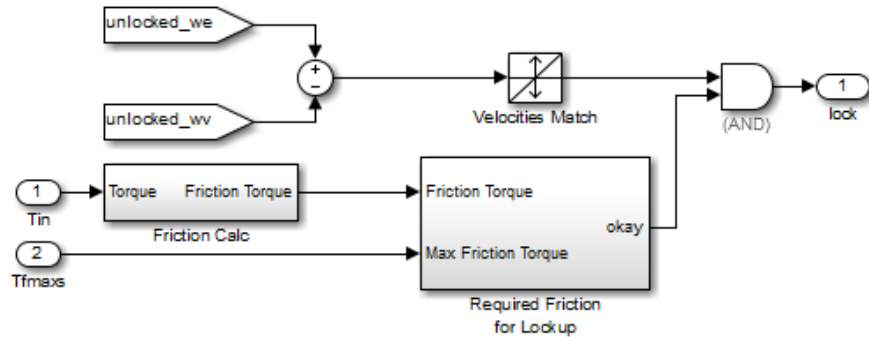 unlocked_we
+
−
unlocked_wv
Velocities Match
(AND)
1
lock
1
Tin
Torque
Friction Torque
Friction Calc
2
Tfmaxs
Friction Torque
okay
Max Friction Torque
Required Friction
for Lockup